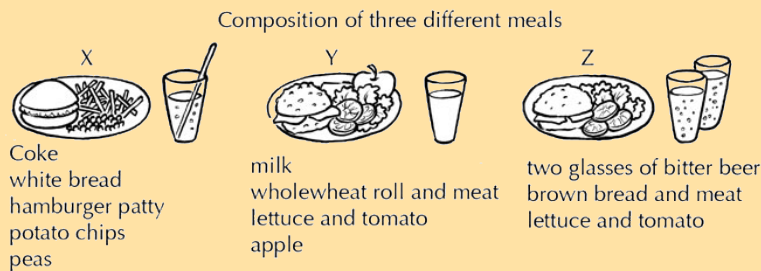 Composition of three different meals
X
Y
Z
Coke
white bread
hamburger patty
potato chips
peas
milk
wholewheat roll and meat
lettuce and tomato
apple
two glasses of bitter beer
brown bread and meat
lettuce and tomato